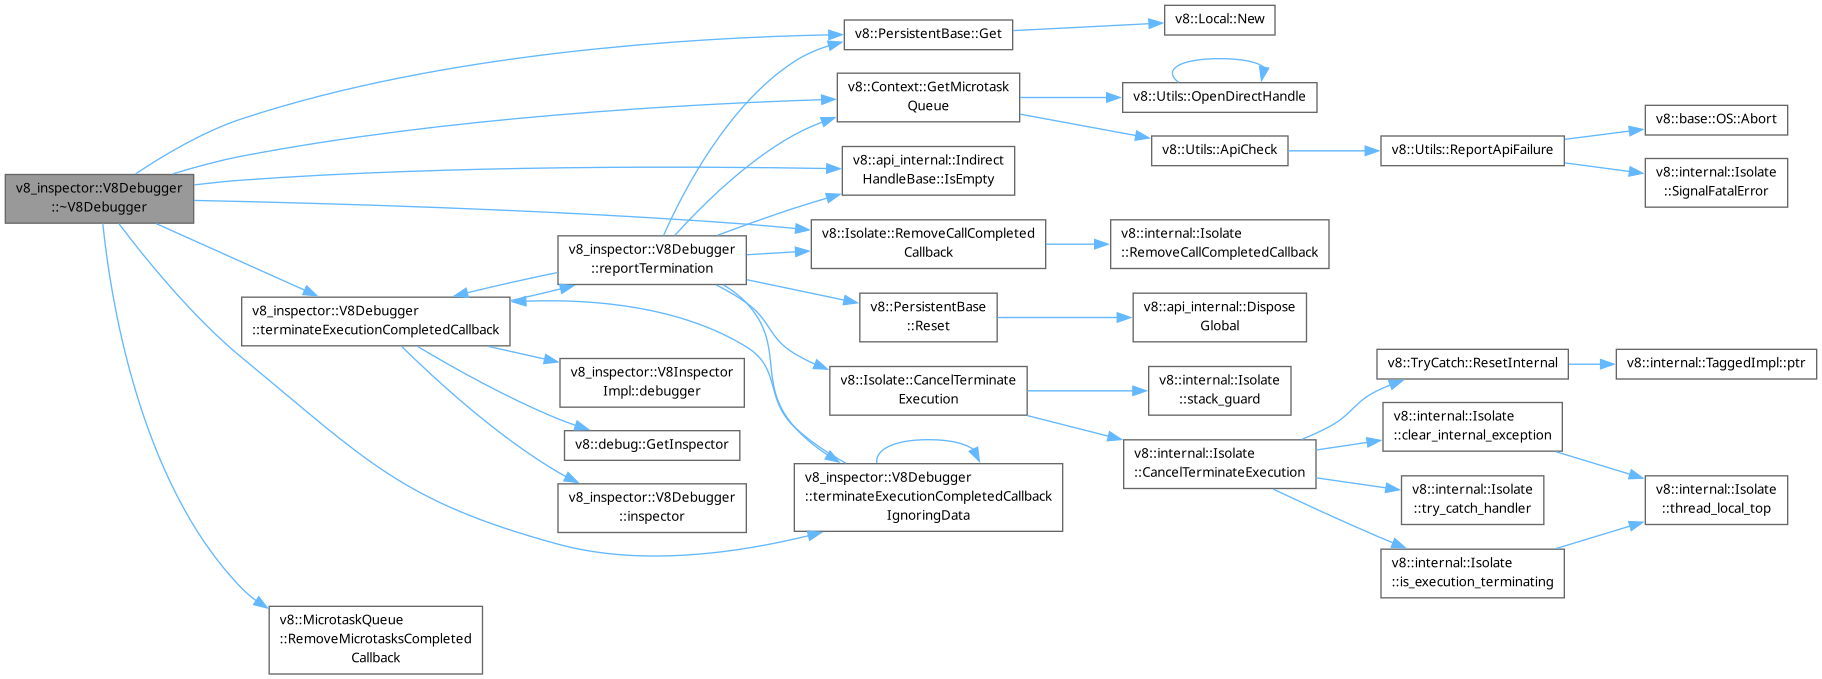 v8_inspector::V8Debugger
::~V8Debugger
v8_inspector::V8Debugger
::terminateExecutionCompletedCallback
v8::MicrotaskQueue
::RemoveMicrotasksCompleted
Callback
v8_inspector::V8Debugger
::reportTermination
v8_inspector::V8Inspector
Impl::debugger
v8::debug::GetInspector
v8_inspector::V8Debugger
::inspector
v8::PersistentBase::Get
v8::Context::GetMicrotask
Queue
v8::api_internal::Indirect
HandleBase::IsEmpty
v8::Isolate::RemoveCallCompleted
Callback
v8::PersistentBase
::Reset
v8::Isolate::CancelTerminate
Execution
v8_inspector::V8Debugger
::terminateExecutionCompletedCallback
IgnoringData
v8::Local::New
v8::Utils::OpenDirectHandle
v8::Utils::ApiCheck
v8::internal::Isolate
::RemoveCallCompletedCallback
v8::api_internal::Dispose
Global
v8::internal::Isolate
::stack_guard
v8::internal::Isolate
::CancelTerminateExecution
v8::Utils::ReportApiFailure
v8::TryCatch::ResetInternal
v8::internal::Isolate
::clear_internal_exception
v8::internal::Isolate
::try_catch_handler
v8::internal::Isolate
::is_execution_terminating
v8::base::OS::Abort
v8::internal::Isolate
::SignalFatalError
v8::internal::TaggedImpl::ptr
v8::internal::Isolate
::thread_local_top